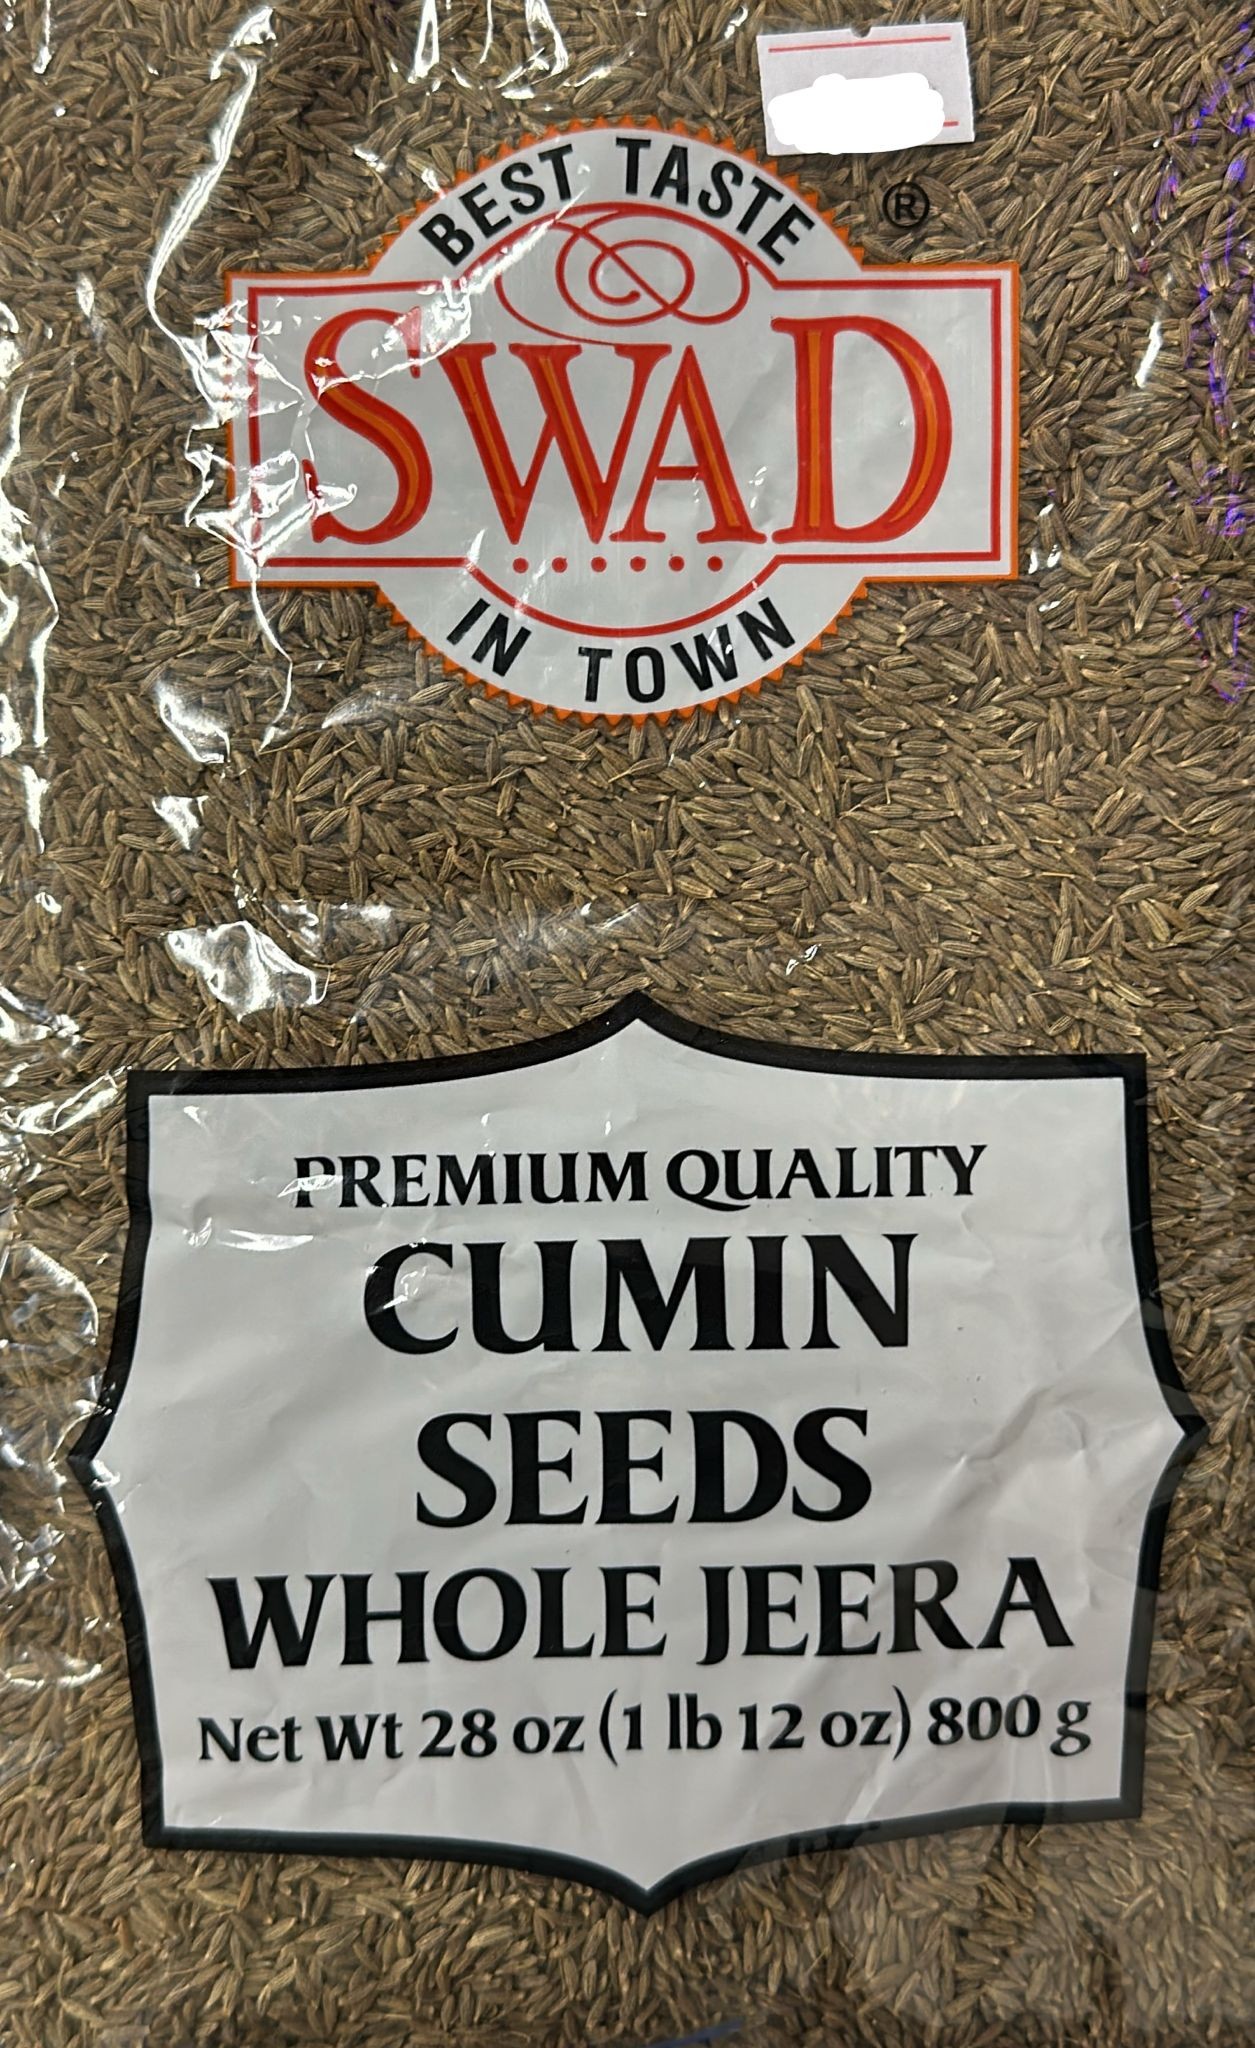 BEST TASTE
®
SWAD
IN TOWN
PREMIUM QUALITY
CUMIN
SEEDS
WHOLE JEERA
Net Wt 28 oz (1 lb 12 oz) 800 g